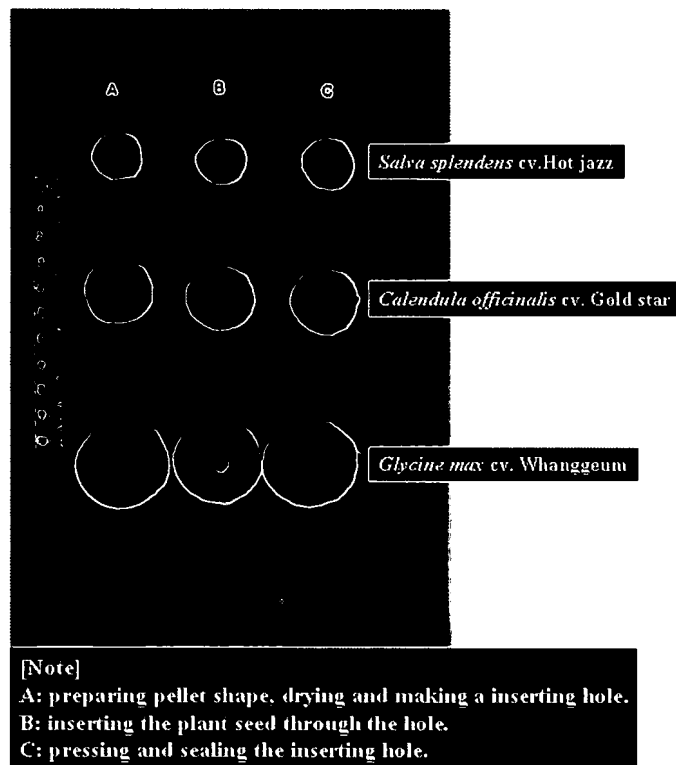 A B C
Salva splendens cv.Hot jazz
Calendula officinalis cv. Gold star
Glycine max cv. Whanggeum
[Note]
A: preparing pellet shape, drying and making a inserting hole.
B: inserting the plant seed through the hole.
C: pressing and sealing the inserting hole.